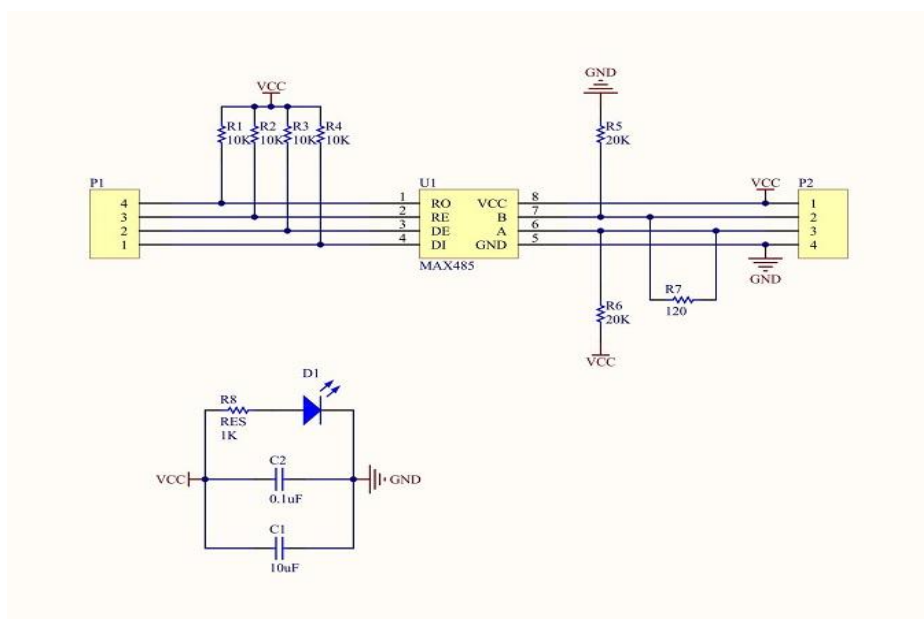 GND
VCC
R1
10K
R2
10K
R3
10K
R4
10K
R5
20K
P1
4
3
2
1
1
2
3
4
U1
RO
RE
DE
DI
VCC
B
A
GND
MAX485
8
7
6
5
VCC
P2
1
2
3
4
GND
R7
120
R6
20K
VCC
D1
R8
RES
1K
VCC
C2
0.1uF
GND
C1
10uF